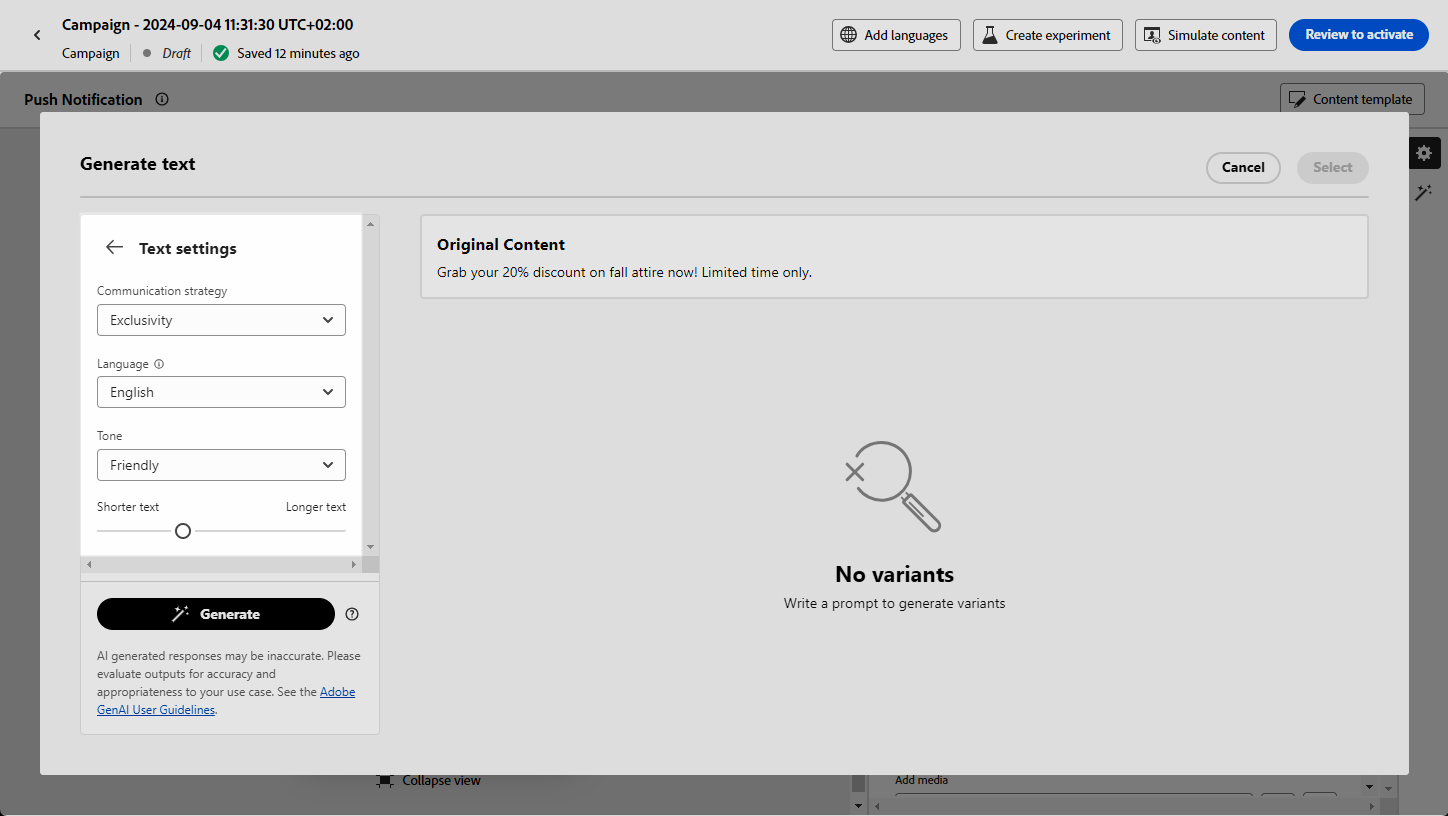 Campaign - 2024-09-04 11:31:30 UTC+02:00
Campaign
Draft
Saved 12 minutes ago
Add languages
Create experiment
Simulate content
Review to activate
Push Notification
Content template
Generate text
Cancel
Select
Text settings
Communication strategy
Exclusivity
Language
English
Tone
Friendly
Shorter text
Longer text
Generate
AI generated responses may be inaccurate. Please
evaluate outputs for accuracy and
appropriateness to your use case. See the Adobe
GenAI User Guidelines.
Original Content
Grab your 20% discount on fall attire now! Limited time only.
No variants
Write a prompt to generate variants
Collapse view
Add media